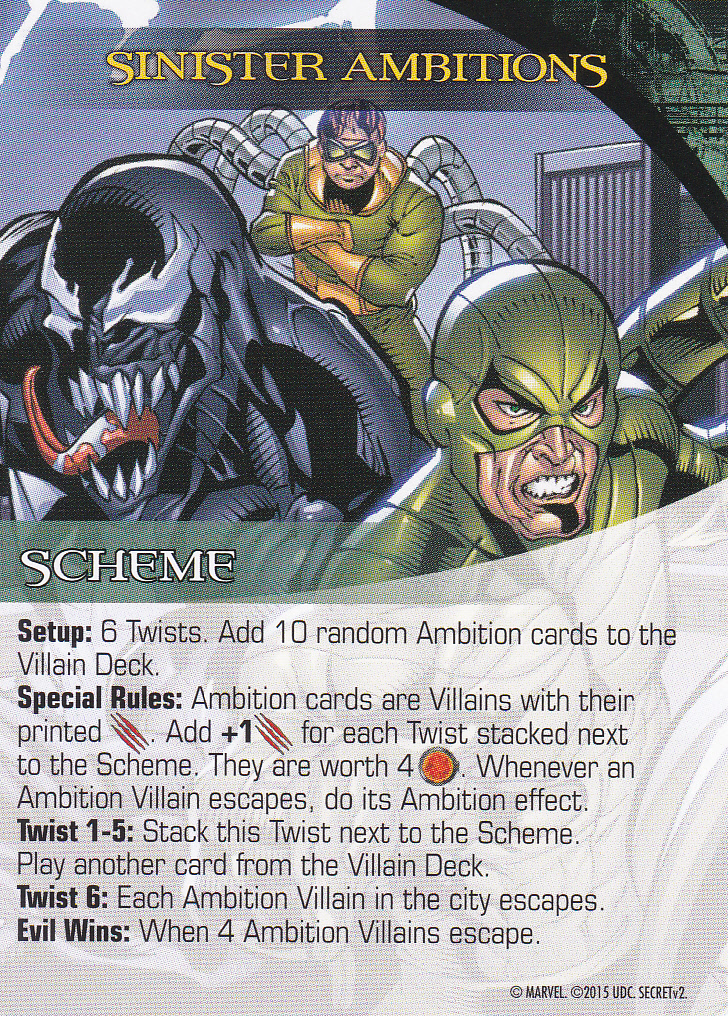 SINISTER AMBITIONS
SCHEME
Setup: 6 Twists. Add 10 random Ambition cards to the
Villain Deck.
Special Rules: Ambition cards are Villains with their
printed . Add +1 for each Twist stacked next
to the Scheme. They are worth 4 . Whenever an
Ambition Villain escapes, do its Ambition effect.
Twist 1-5: Stack this Twist next to the Scheme.
Play another card from the Villain Deck.
Twist 6: Each Ambition Villain in the city escapes.
Evil Wins: When 4 Ambition Villains escape.
© MARVEL. ©2015 UDC. SECRETv2.